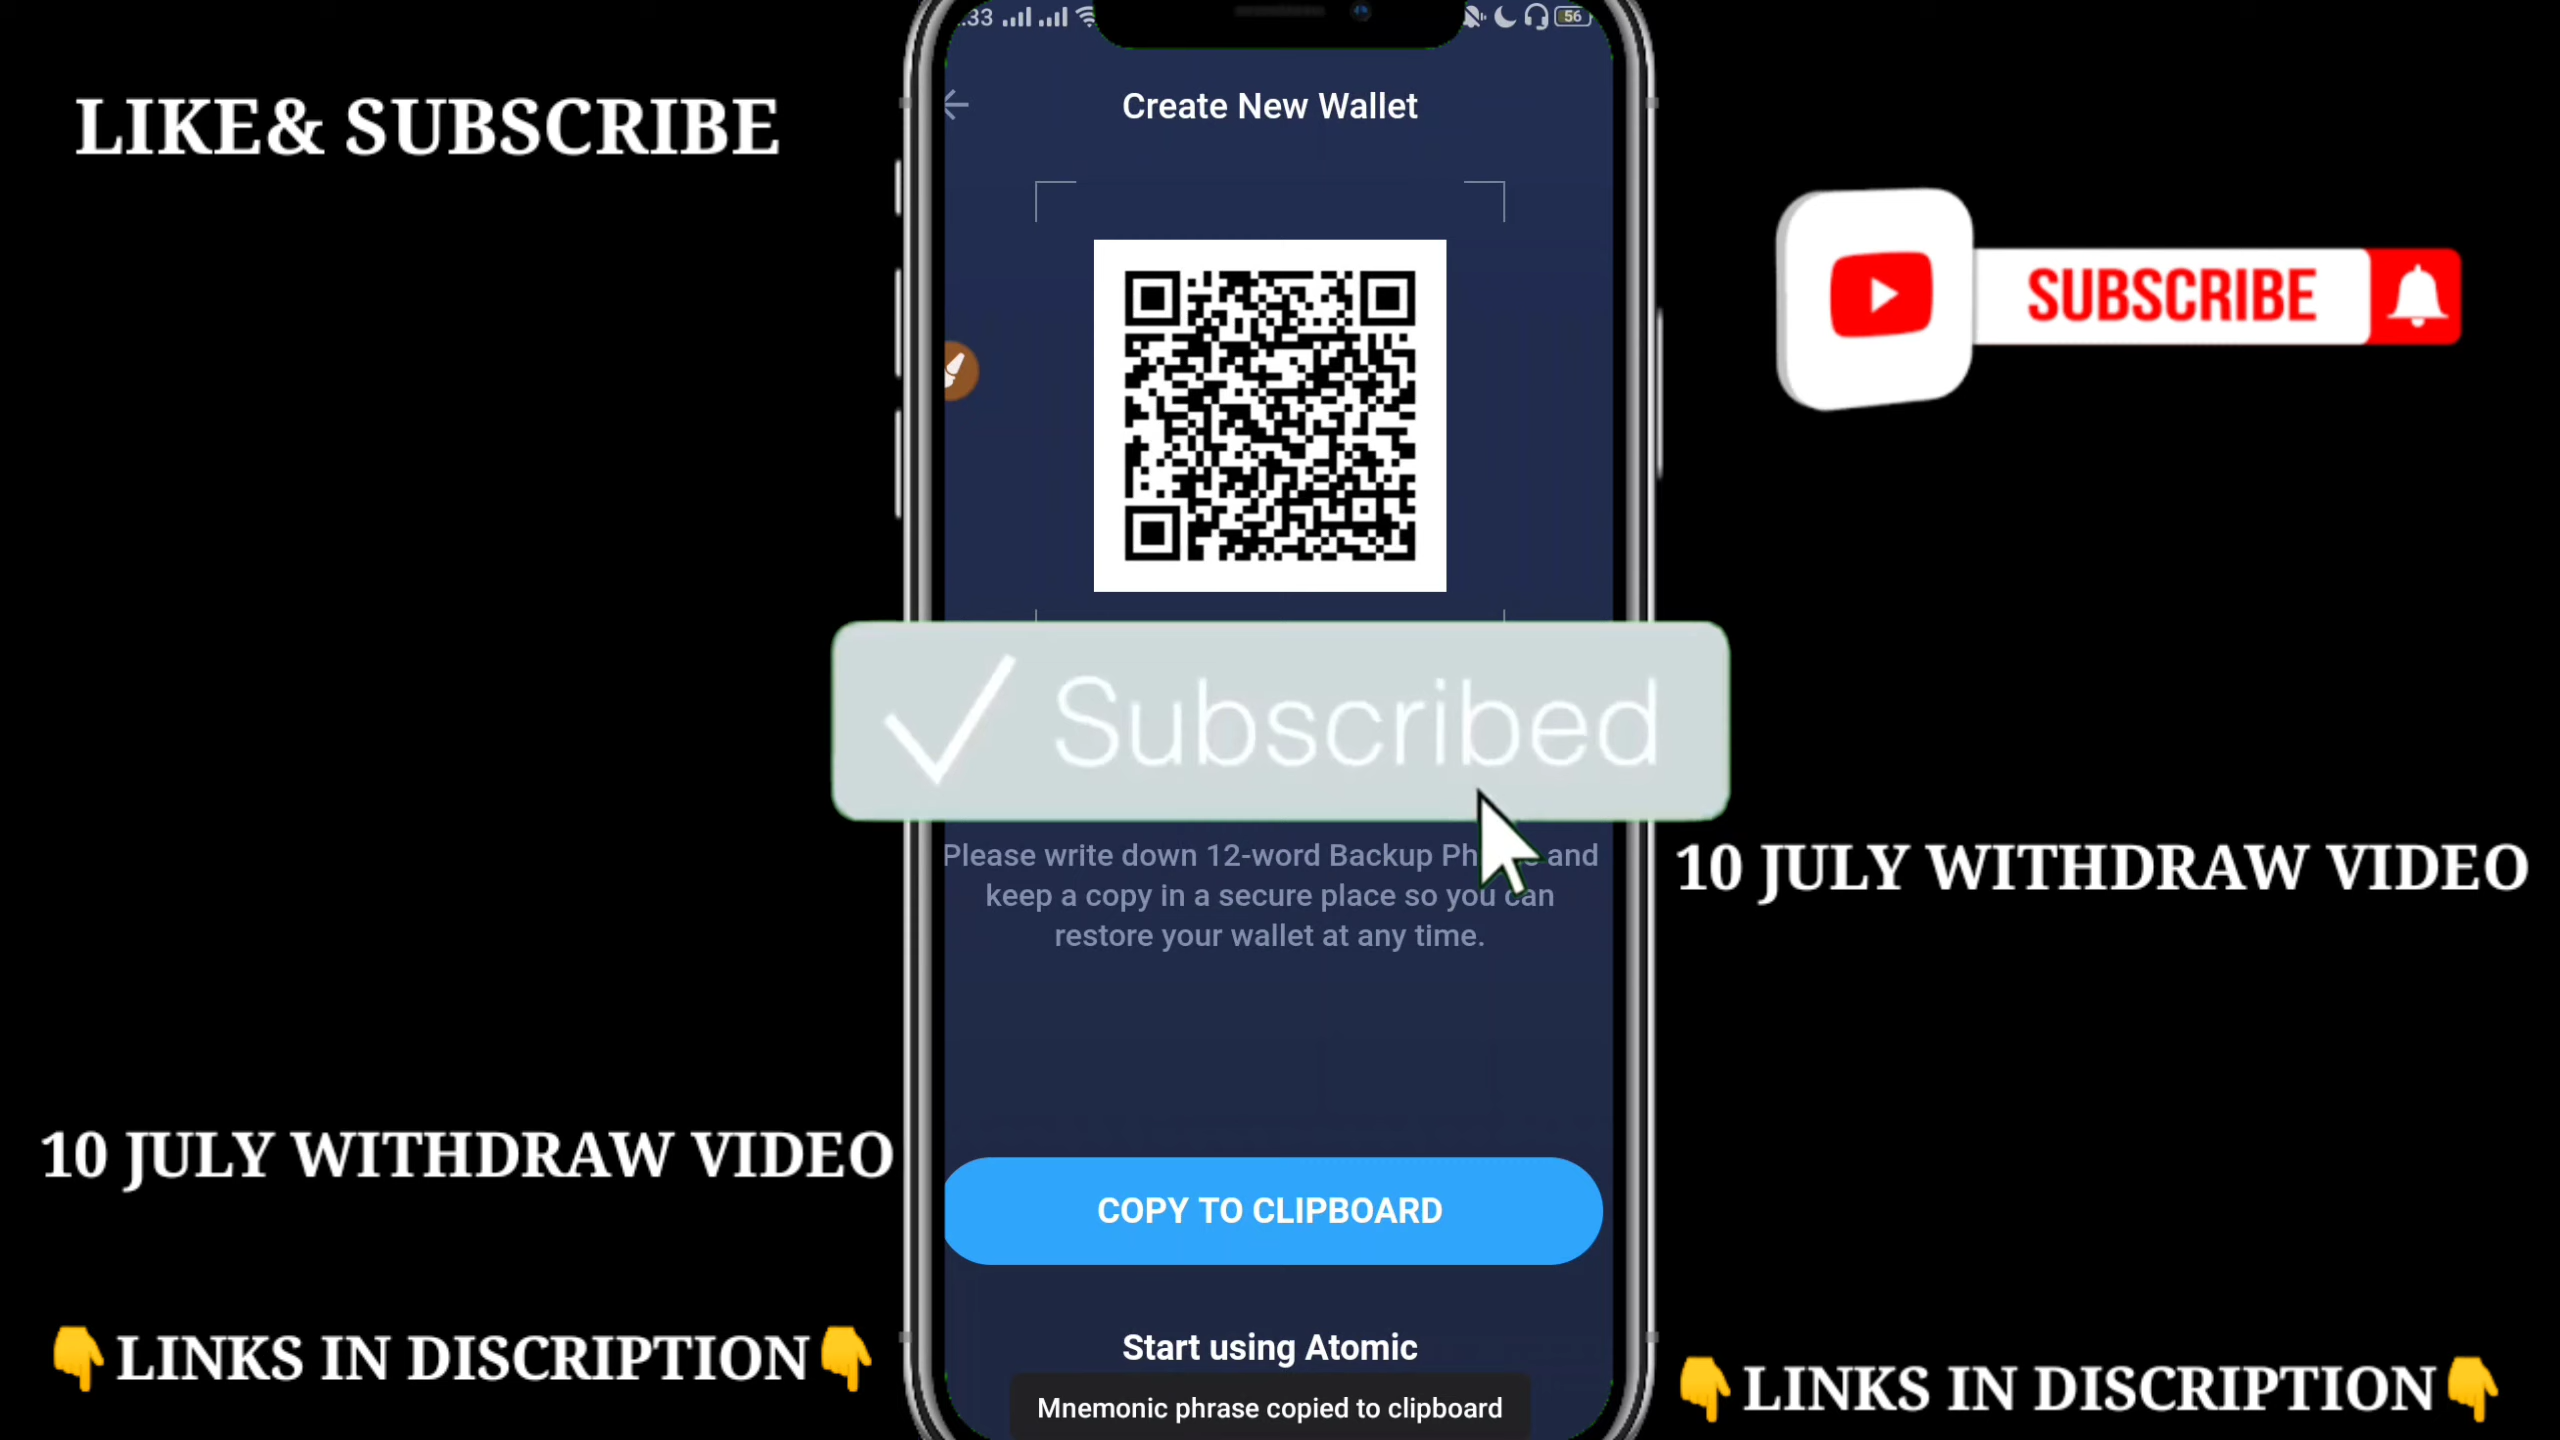 .33
56
Create New Wallet
LIKE& SUBSCRIBE
SUBSCRIBE
Subscribed
Please write down 12-word Backup and
keep a copy in a secure place so you can
restore your wallet at any time.
10 JULY WITHDRAW VIDEO
10 JULY WITHDRAW VIDEO
COPY TO CLIPBOARD
Start using Atomic
👇LINKS IN DISCRIPTION👇
👇LINKS IN DISCRIPTION👇
Mnemonic phrase copied to clipboard